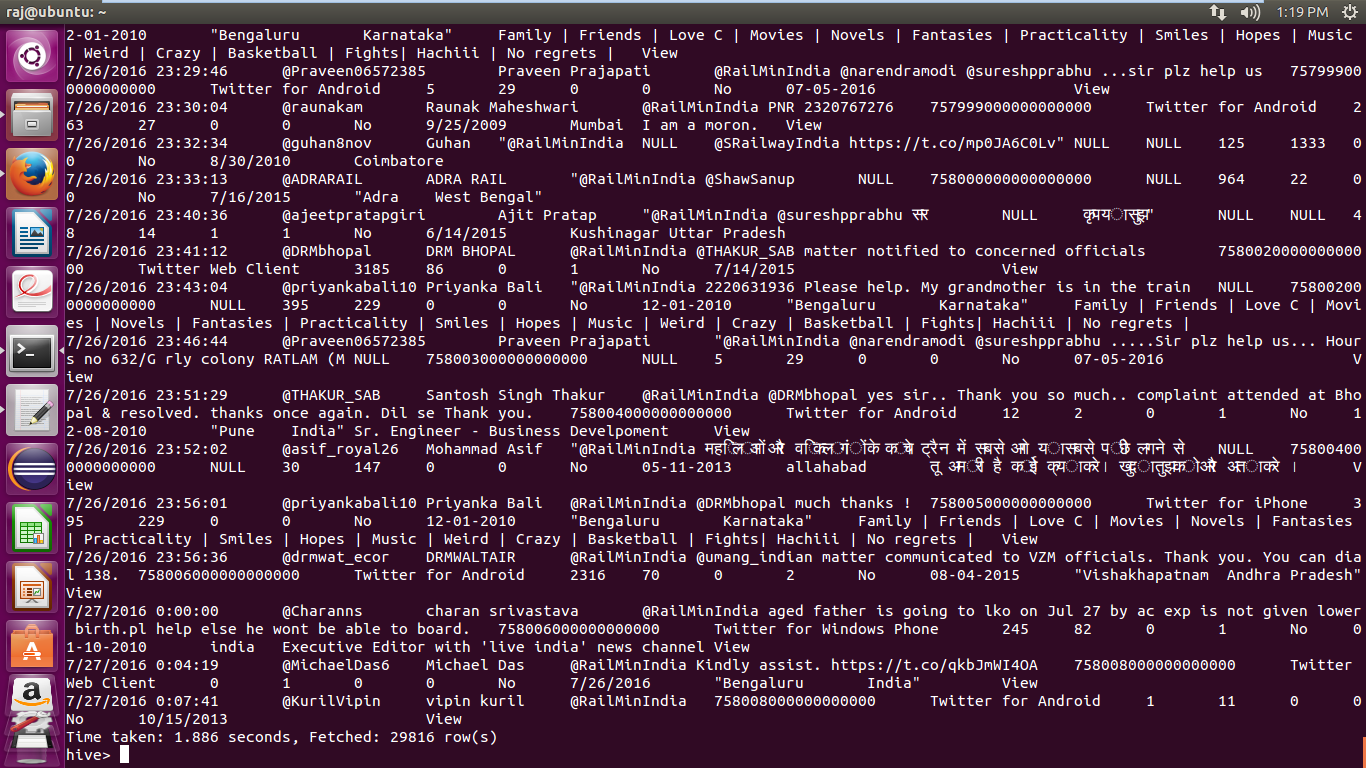 raj@ubuntu: ~ 1:19 PM
2-01-2010 "Bengaluru Karnataka" Family | Friends | Love C | Movies | Novels | Fantasies | Practicality | Smiles | Hopes | Music
| Weird | Crazy | Basketball | Fights| Hachiii | No regrets | View
7/26/2016 23:29:46 @Praveen06572385 Praveen Prajapati @RailMinIndia @narendramodi @sureshpprabhu ...sir plz help us 75799900
0000000000 Twitter for Android 5 29 0 0 No 07-05-2016 View
7/26/2016 23:30:04 @raunakam Raunak Maheshwari @RailMinIndia PNR 2320767276 757999000000000000 Twitter for Android 2
63 27 0 0 No 9/25/2009 Mumbai I am a moron. View
7/26/2016 23:32:34 @guhan8nov Guhan "@RailMinIndia NULL @SRailwayIndia https://t.co/mp0JA6C0Lv" NULL NULL 125 1333 0
0 No 8/30/2010 Coimbatore
7/26/2016 23:33:13 @ADRARAIL ADRA RAIL "@RailMinIndia @ShawSanup NULL 758000000000000000 NULL 964 22 0
0 No 7/16/2015 "Adra West Bengal"
7/26/2016 23:40:36 @ajeetpratapgiri Ajit Pratap "@RailMinIndia @sureshpprabhu सर NULL NULL NULL 4
8 14 1 1 No 6/14/2015 Kushinagar Uttar Pradesh
7/26/2016 23:41:12 @DRMbhopal DRM BHOPAL @RailMinIndia @THAKUR_SAB matter notified to concerned officials 7580020000000000
00 Twitter Web Client 3185 86 0 1 No 7/14/2015 View
7/26/2016 23:43:04 @priyankabali10 Priyanka Bali "@RailMinIndia 2220631936 Please help. My grandmother is in the train NULL 75800200
0000000000 NULL 395 229 0 0 No 12-01-2010 "Bengaluru Karnataka" Family | Friends | Love C | Movi
es | Novels | Fantasies | Practicality | Smiles | Hopes | Music | Weird | Crazy | Basketball | Fights| Hachiii | No regrets |
7/26/2016 23:46:44 @Praveen06572385 Praveen Prajapati "@RailMinIndia @narendramodi @sureshpprabhu .....Sir plz help us... Hour
s no 632/G rly colony RATLAM (M NULL 758003000000000000 NULL 5 29 0 0 No 07-05-2016 V
iew
7/26/2016 23:51:29 @THAKUR_SAB Santosh Singh Thakur @RailMinIndia @DRMbhopal yes sir.. Thank you so much.. complaint attended at Bho
pal & resolved. thanks once again. Dil se Thank you. 758004000000000000 Twitter for Android 12 2 0 1 No 1
2-08-2010 "Pune India" Sr. Engineer - Business Develpoment View
7/26/2016 23:52:02 @asif_royal26 Mohammad Asif "@RailMinIndia ट्रैन में सबसे लाने से NULL 75800400
0000000000 NULL 30 147 0 0 No 05-11-2013 allahabad तू है V
iew
7/26/2016 23:56:01 @priyankabali10 Priyanka Bali @RailMinIndia @DRMbhopal much thanks ! 758005000000000000 Twitter for iPhone 3
95 229 0 0 No 12-01-2010 "Bengaluru Karnataka" Family | Friends | Love C | Movies | Novels | Fantasies
| Practicality | Smiles | Hopes | Music | Weird | Crazy | Basketball | Fights| Hachiii | No regrets | View
7/26/2016 23:56:36 @drmwat_ecor DRMWALTAIR @RailMinIndia @umang_indian matter communicated to VZM officials. Thank you. You can dia
l 138. 758006000000000000 Twitter for Android 2316 70 0 2 No 08-04-2015 "Vishakhapatnam Andhra Pradesh"
View
7/27/2016 0:00:00 @Charanns charan srivastava @RailMinIndia aged father is going to lko on Jul 27 by ac exp is not given lower
birth.pl help else he wont be able to board. 758006000000000000 Twitter for Windows Phone 245 82 0 1 No 0
1-10-2010 india Executive Editor with 'live india' news channel View
7/27/2016 0:04:19 @MichaelDas6 Michael Das @RailMinIndia Kindly assist. https://t.co/qkbJmWI4OA 758008000000000000 Twitter
Web Client 0 1 0 0 No 7/26/2016 "Bengaluru India" View
7/27/2016 0:07:41 @KurilVipin vipin kuril @RailMinIndia 758008000000000000 Twitter for Android 1 11 0 0
No 10/15/2013 View
Time taken: 1.886 seconds, Fetched: 29816 row(s)
hive>